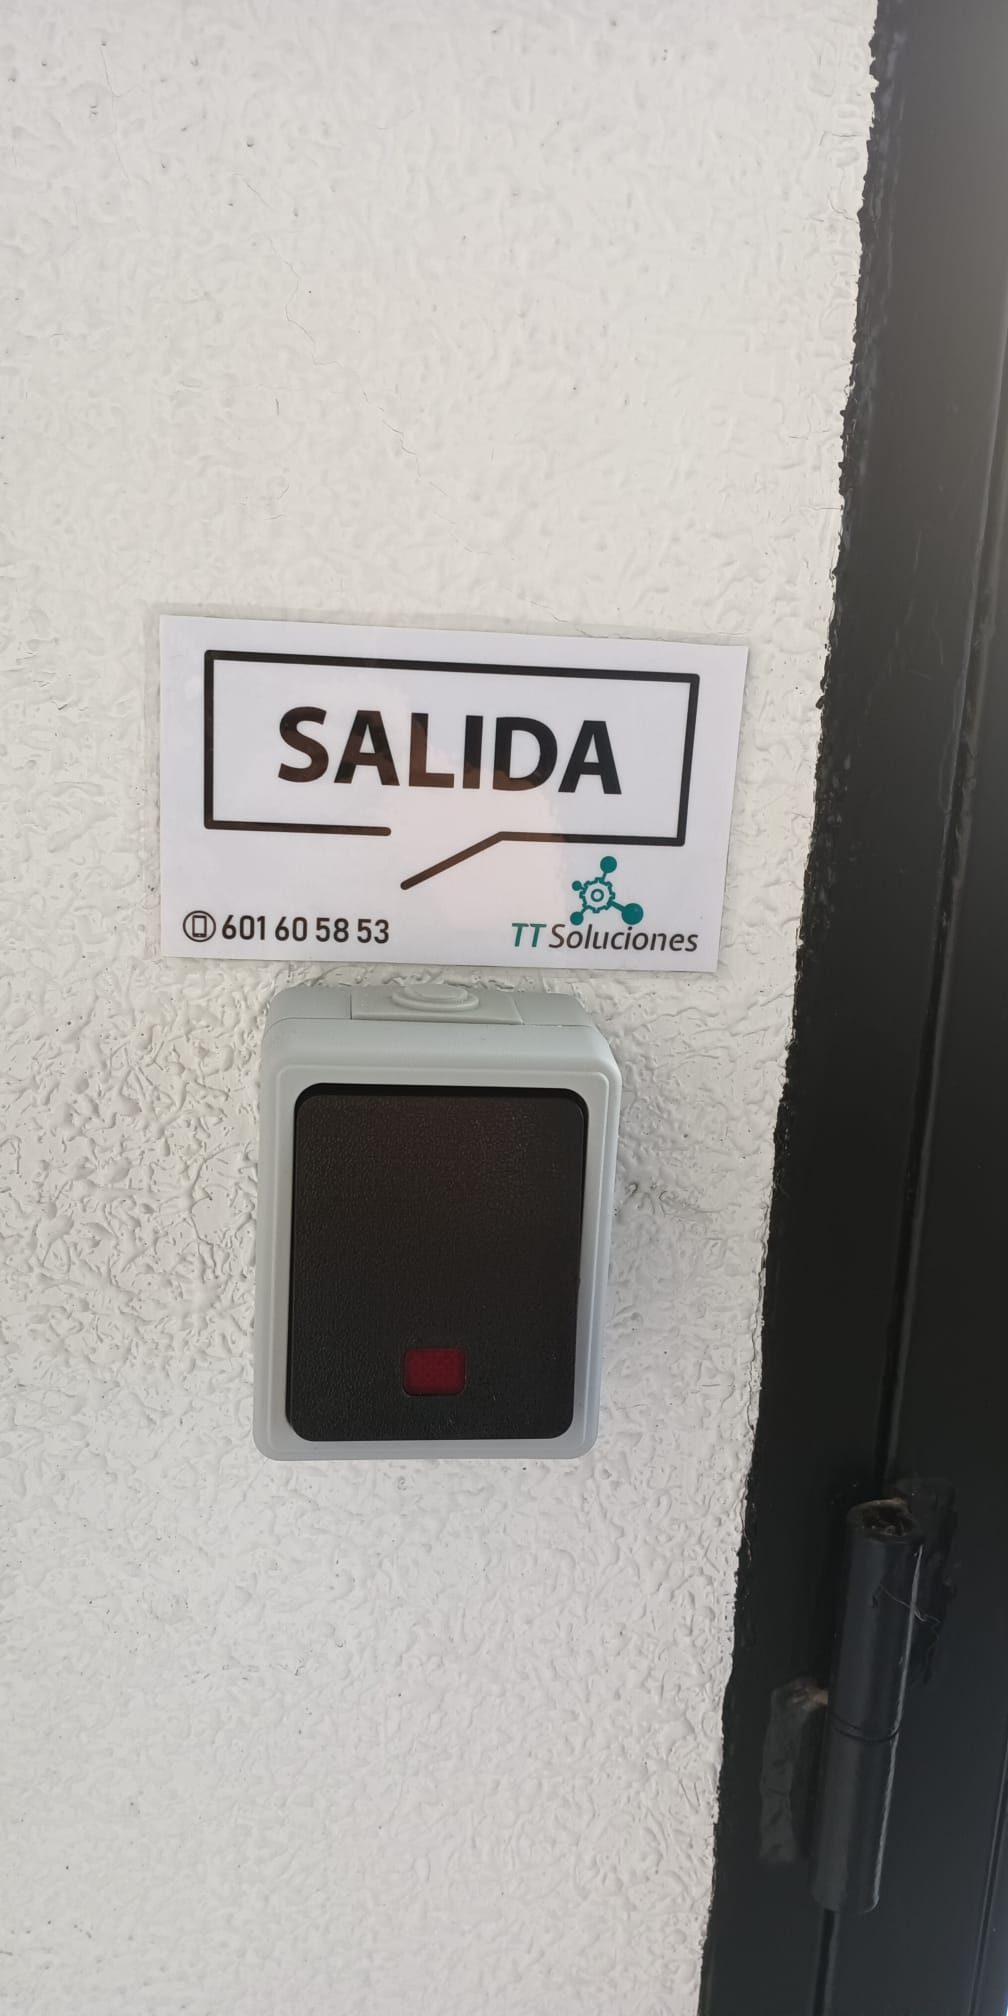 SALIDA
601 60 58 53
TT Soluciones